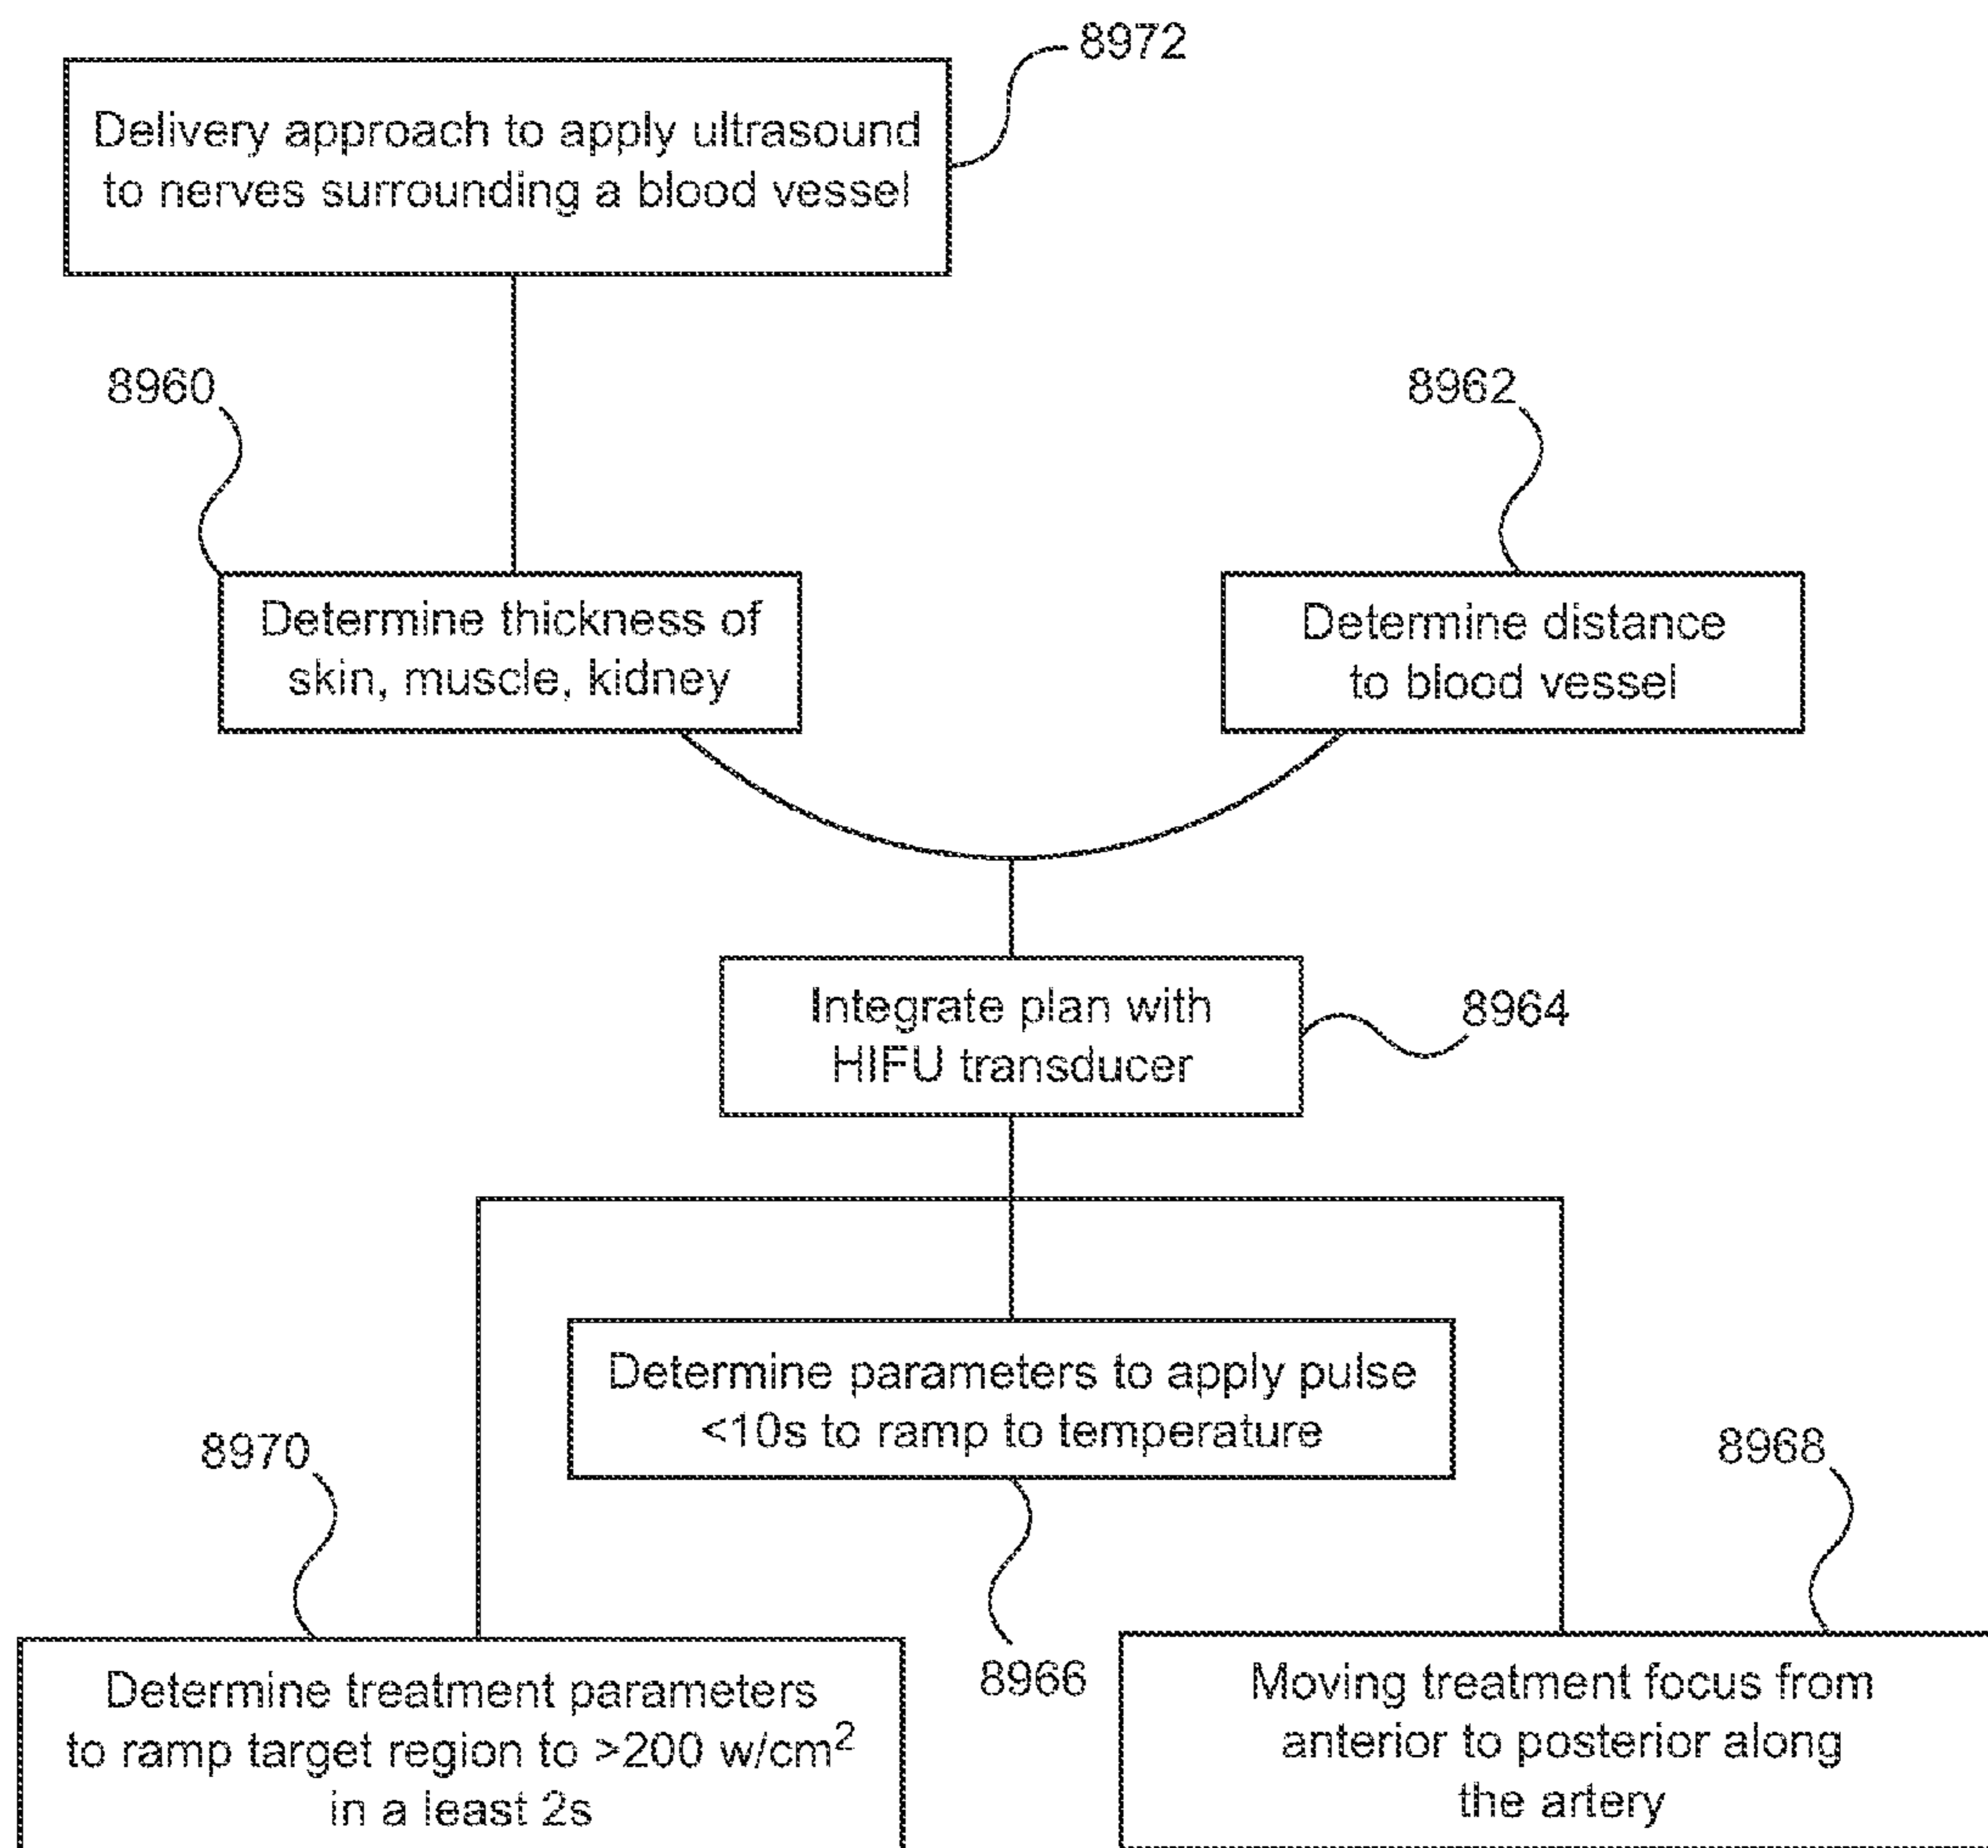 8972
Delivery approach to apply ultrasound
to nerves surrounding a blood vessel
8960
8962
Determine thickness of
skin, muscle, kidney
Determine distance
to blood vessel
Integrate plan with
HIFU transducer
8964
Determine parameters to apply pulse
<10s to ramp to temperature
8970
8968
8966
Determine treatment parameters
to ramp target region to >200 w/cm²
in a least 2s
Moving treatment focus from
anterior to posterior along
the artery